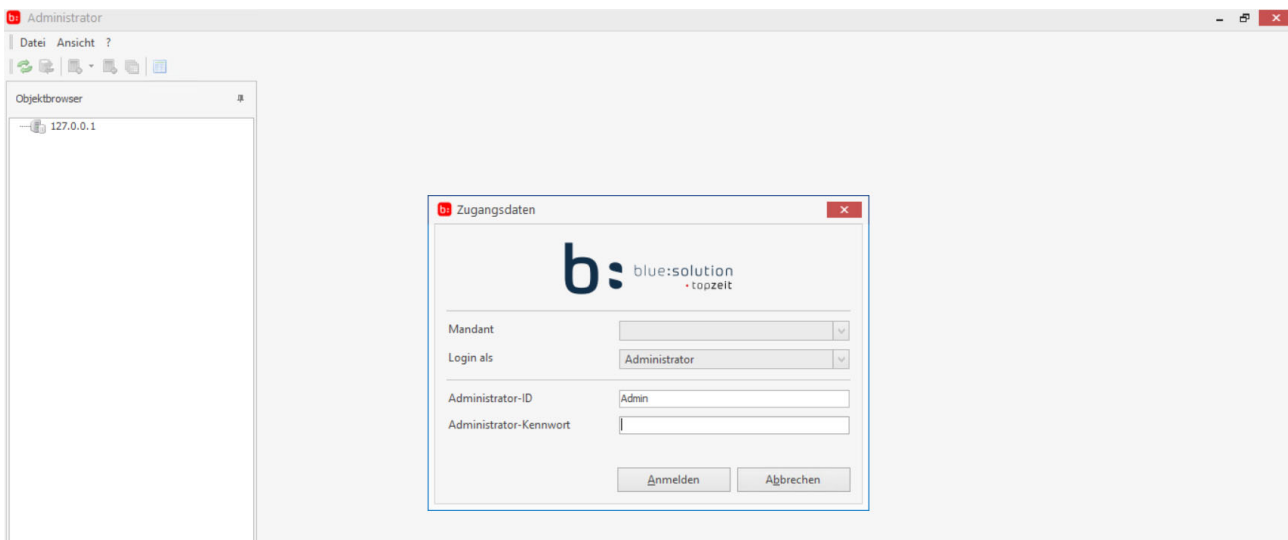 b: Administrator
Datei Ansicht ?
Objektbrowser
127.0.0.1
b: Zugangsdaten
b: blue:solution
topzeit
Mandant
Login als Administrator
Administrator-ID Admin
Administrator-Kennwort
Anmelden Abbrechen